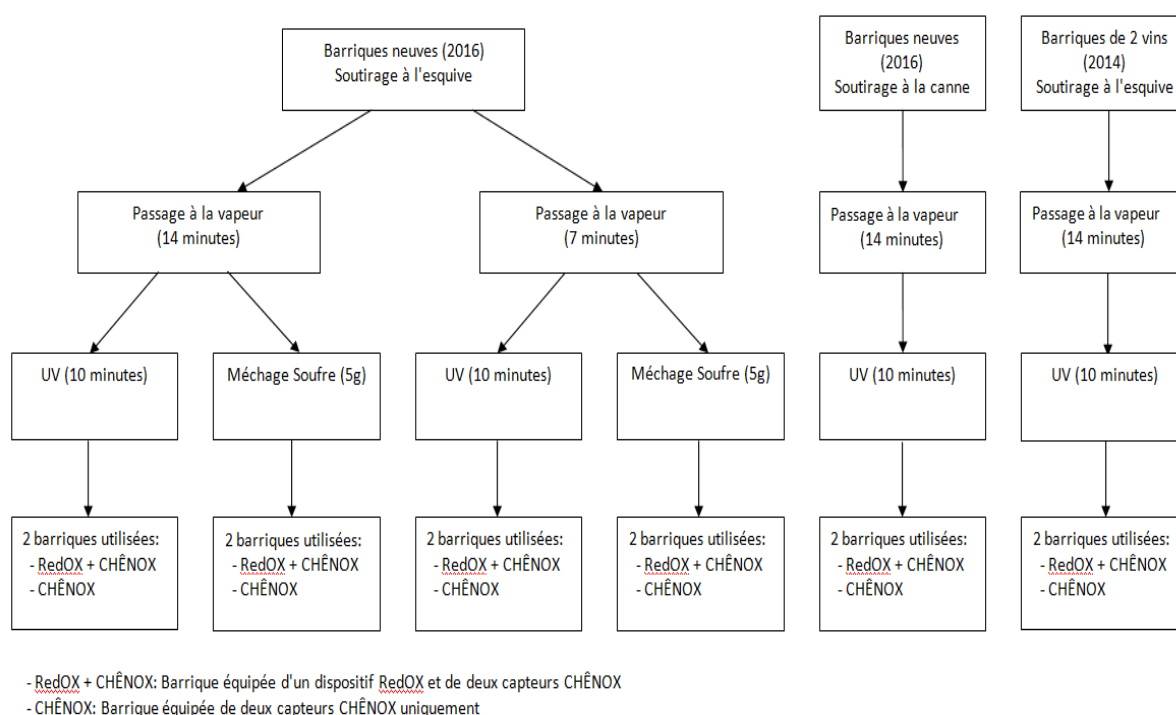 Barriques neuves (2016)
Soutirage à l'esquive
Barriques neuves
(2016)
Soutirage à la canne
Barriques de 2 vins
(2014)
Soutirage à l'esquive
Passage à la vapeur
(14 minutes)
Passage à la vapeur
(7 minutes)
Passage à la vapeur
(14 minutes)
Passage à la vapeur
(14 minutes)
UV (10 minutes)
Méchage Soufre (5g)
UV (10 minutes)
Méchage Soufre (5g)
UV (10 minutes)
UV (10 minutes)
2 barriques utilisées:
- RedOX + CHÊNOX
- CHÊNOX
2 barriques utilisées:
- RedOX + CHÊNOX
- CHÊNOX
2 barriques utilisées:
- RedOX + CHÊNOX
- CHÊNOX
2 barriques utilisées:
- RedOX + CHÊNOX
- CHÊNOX
2 barriques utilisées:
- RedOX + CHÊNOX
- CHÊNOX
2 barriques utilisées:
- RedOX + CHÊNOX
- CHÊNOX
- RedOX + CHÊNOX: Barrique équipée d'un dispositif RedOX et de deux capteurs CHÊNOX
- CHÊNOX: Barrique équipée de deux capteurs CHÊNOX uniquement